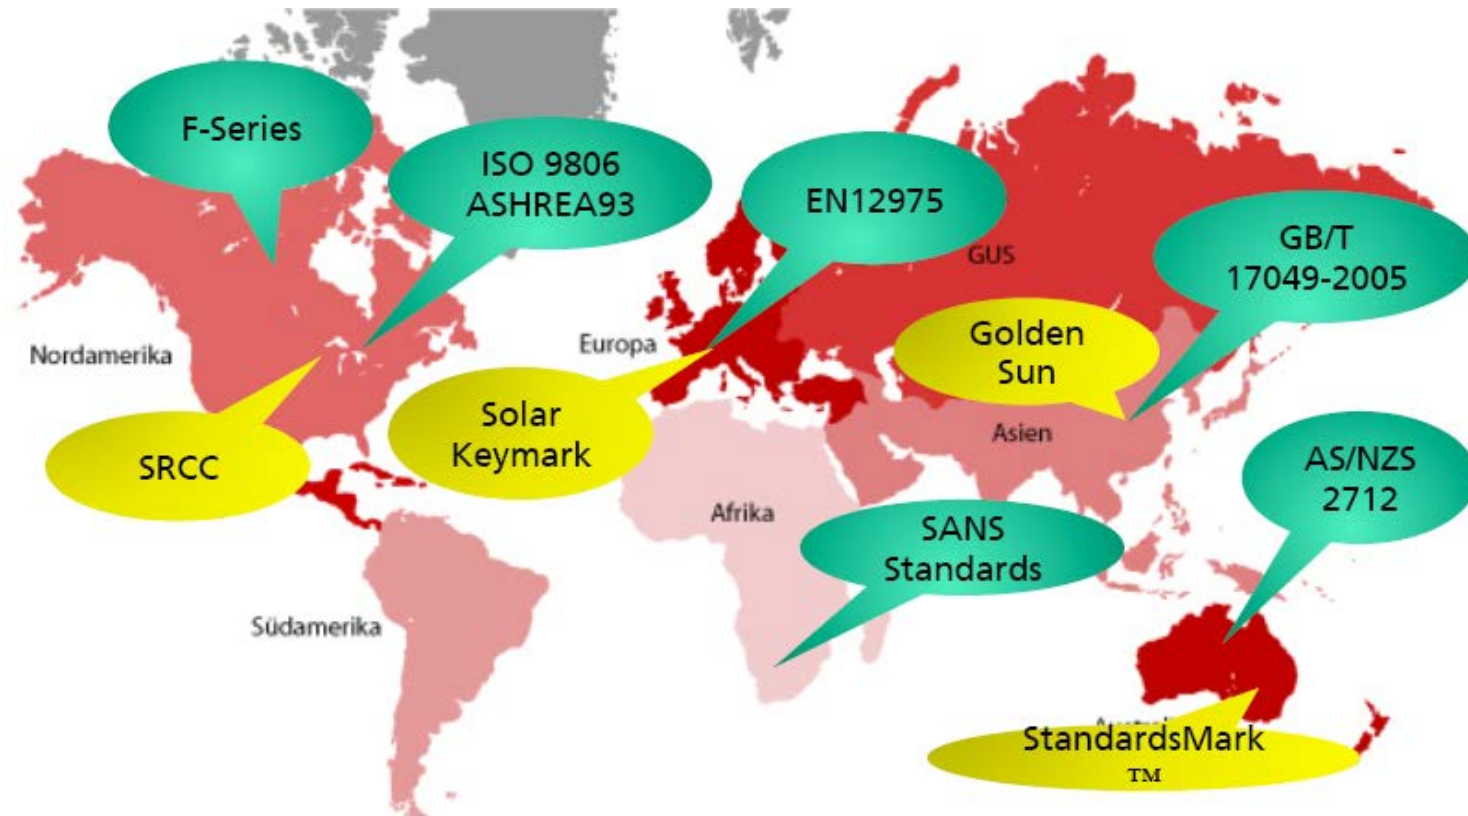 F-Series
ISO 9806
ASHREA93
EN12975
GB/T
17049-2005
GUS
Nordamerika
Europa
Golden
Sun
Solar
Keymark
SRCC
Asien
AS/NZS
2712
Afrika
SANS
Standards
Südamerika
StandardsMark
TM